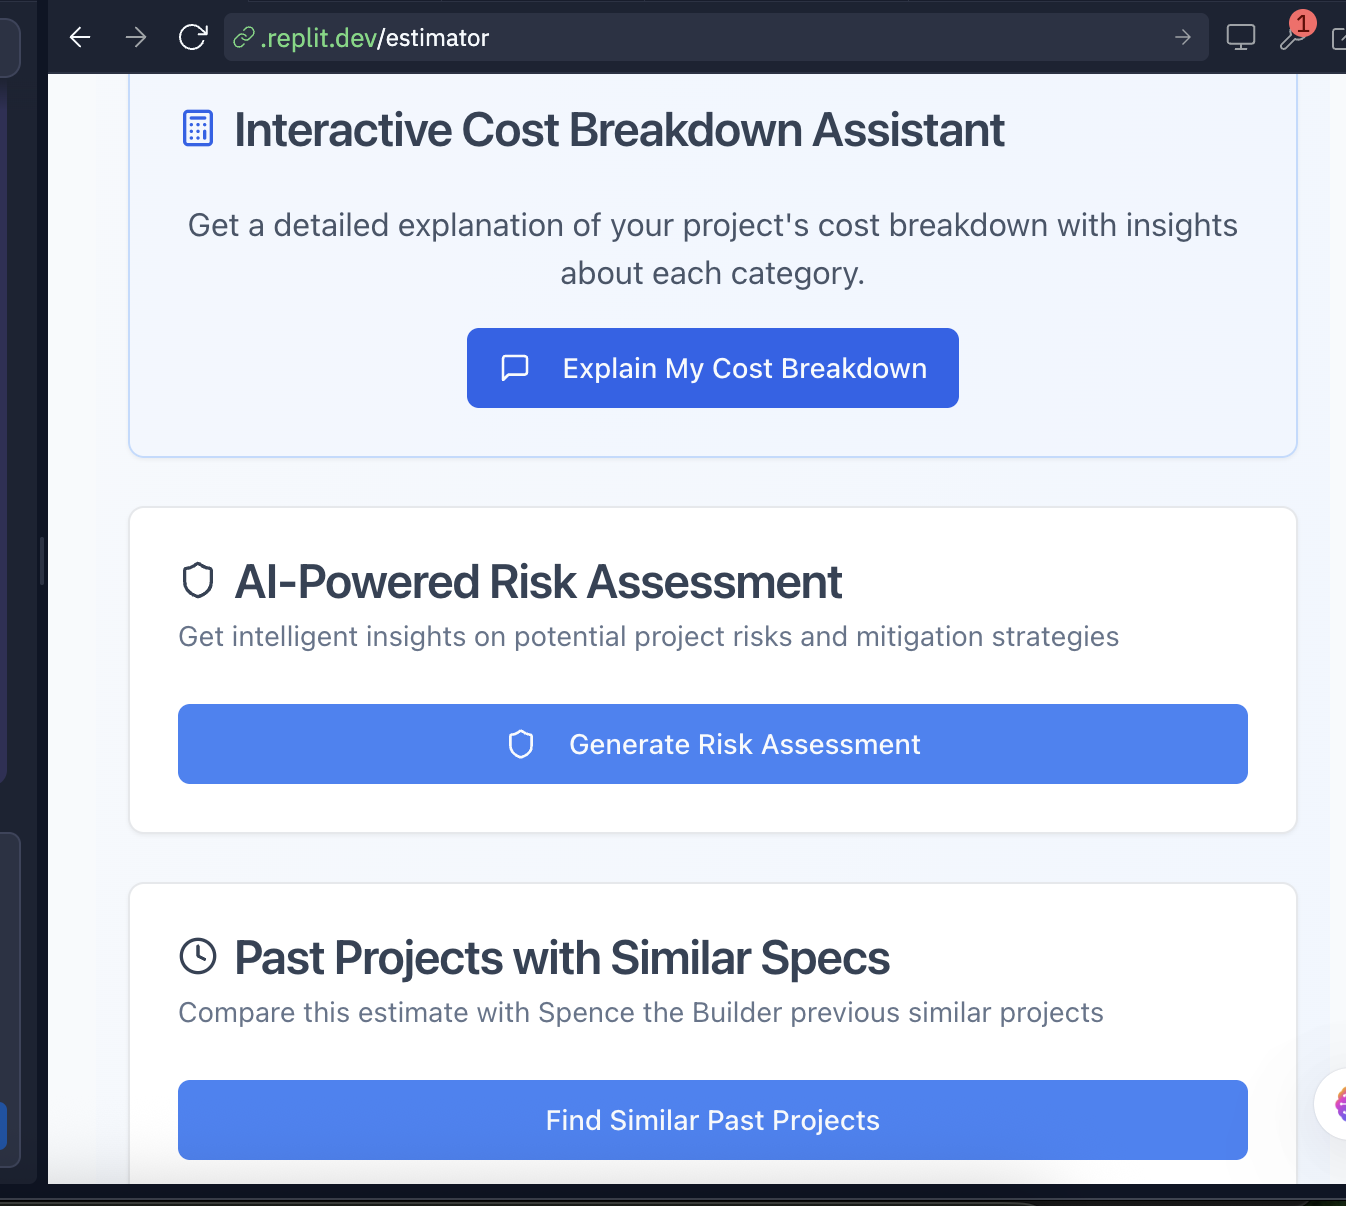 .replit.dev/estimator
1
Interactive Cost Breakdown Assistant
Get a detailed explanation of your project's cost breakdown with insights
about each category.
Explain My Cost Breakdown
AI-Powered Risk Assessment
Get intelligent insights on potential project risks and mitigation strategies
Generate Risk Assessment
Past Projects with Similar Specs
Compare this estimate with Spence the Builder previous similar projects
Find Similar Past Projects